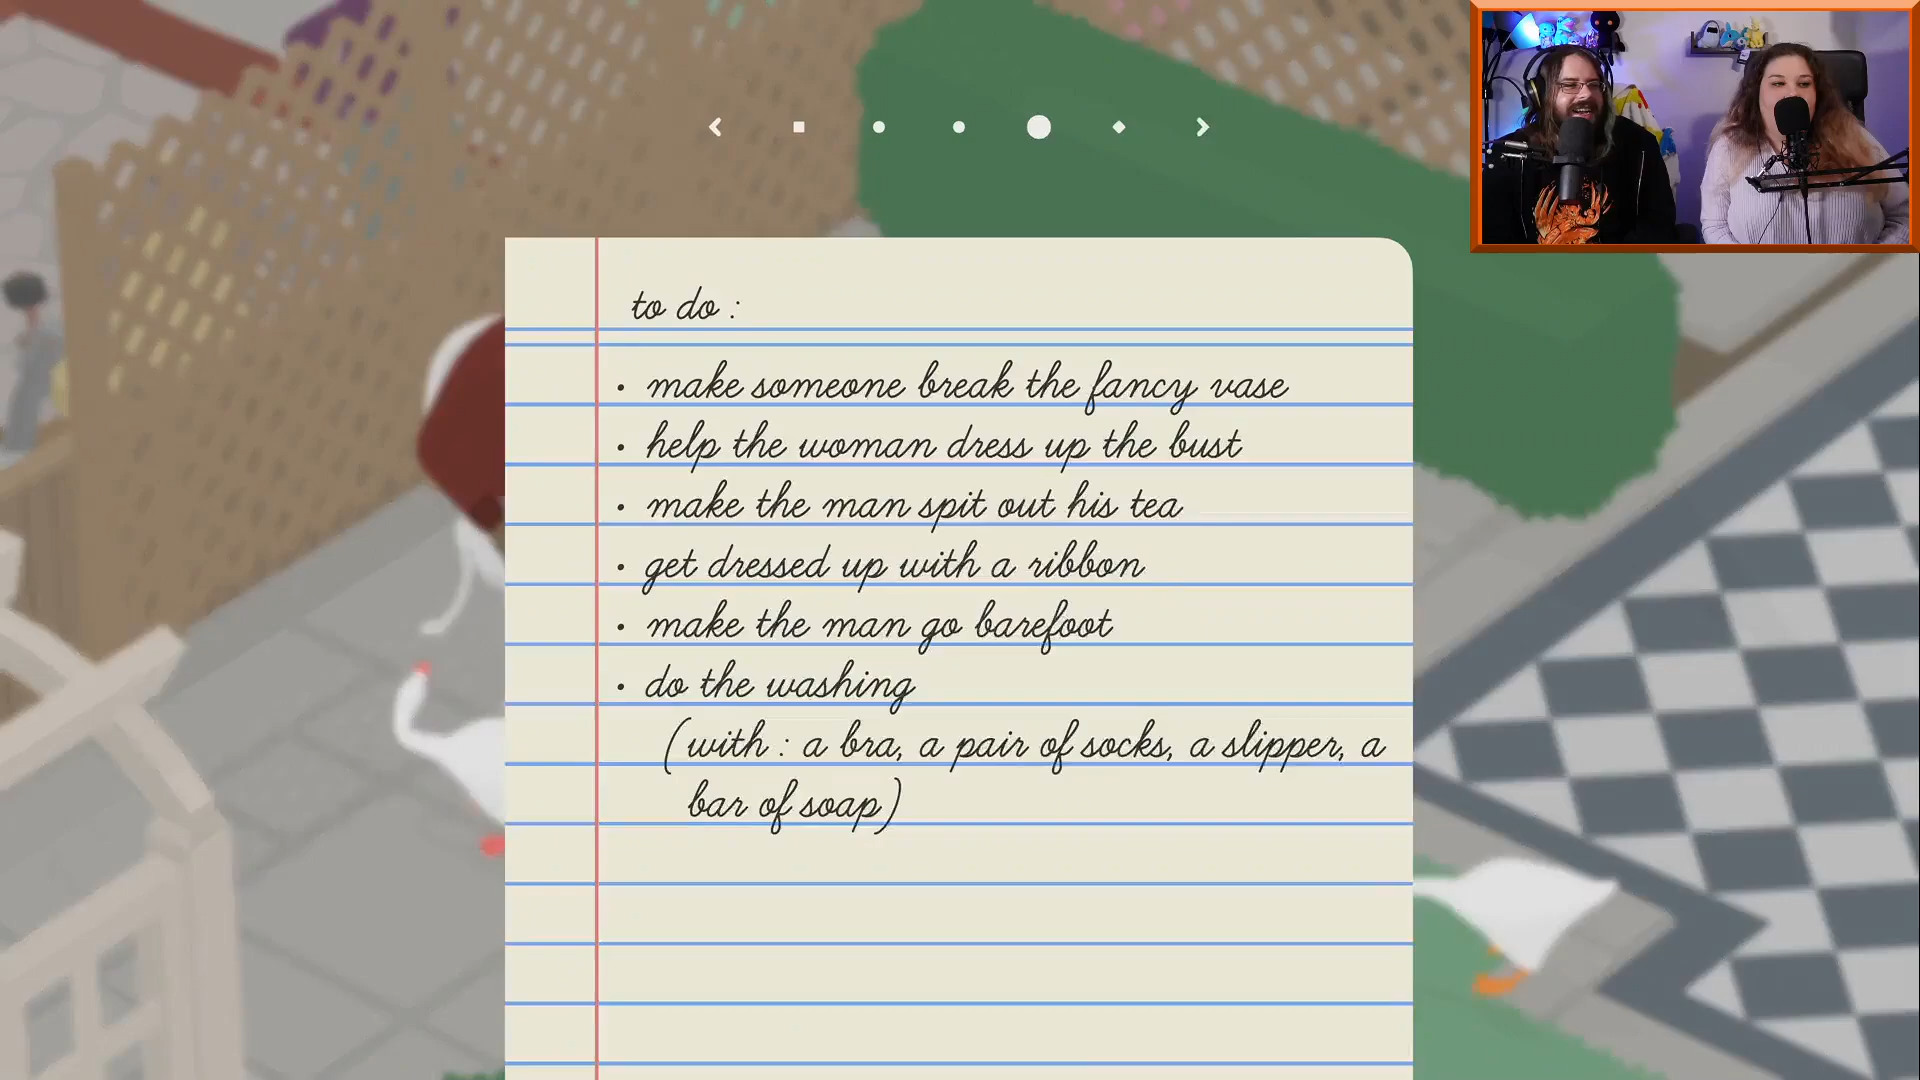 to do :
• make someone break the fancy vase
• help the woman dress up the bust
• make the man spit out his tea
• get dressed up with a ribbon
• make the man go barefoot
• do the washing
(with : a bra, a pair of socks, a slipper, a
bar of soap)